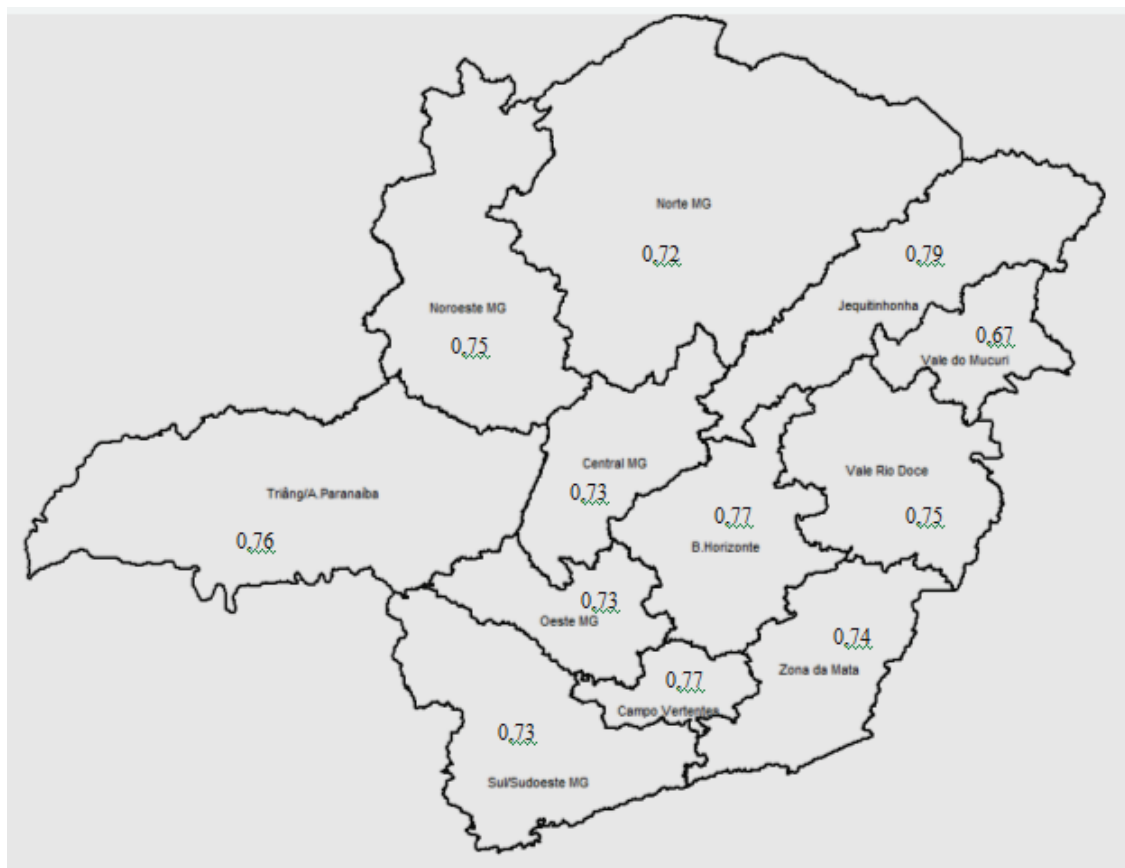 Norte MG
0,72
0,79
Jequitinhonha
Noroeste MG
0,75
0,67
Vale do Mucuri
Central MG
0,73
Vale Rio Doce
0,75
Triâng/A.Paranaíba
0,76
0,77
B.Horizonte
0,73
Oeste MG
0,74
Zona da Mata
0,77
Campo Vertentes
0,73
Sul/Sudoeste MG